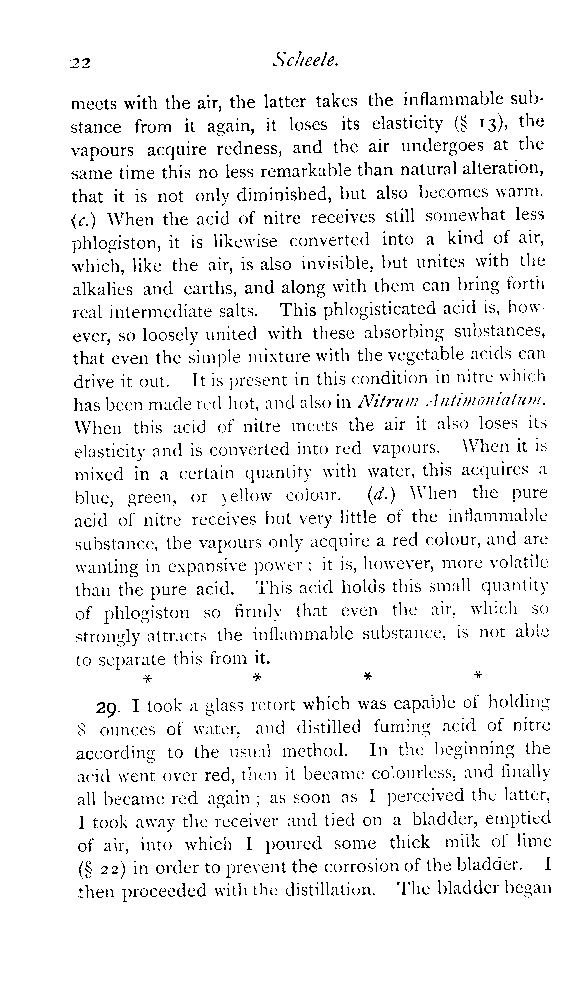 22 Scheele.
meets with the air, the latter takes the inflammable sub-
stance from it again, it loses its elasticity (§ 13), the
vapours acquire redness, and the air undergoes at the
same time this no less remarkable than natural alteration,
that it is not only diminished, but also becomes warm.
(c.) When the acid of nitre receives still somewhat less
phlogiston, it is likewise converted into a kind of air,
which, like the air, is also invisible, but unites with the
alkalies and earths, and along with them can bring forth
real intermediate salts. This phlogisticated acid is, how-
ever, so loosely united with these absorbing substances,
that even the simple mixture with the vegetable acids can
drive it out. It is present in this condition in nitre which
has been made red hot, and also in Nitrum Antimoniatum.
When this acid of nitre meets the air it also loses its
elasticity and is converted into red vapours. When it is
mixed in a certain quantity with water, this acquires a
blue, green, or yellow colour. (d.) When the pure
acid of nitre receives but very little of the inflammable
substance, the vapours only acquire a red colour, and are
wanting in expansive power; it is, however, more volatile
than the pure acid. This acid holds this small quantity
of phlogiston so firmly that even the air, which so
strongly attracts the inflammable substance, is not able
to separate this from it.
* * * *
29. I took a glass retort which was capable of holding
8 ounces of water, and distilled fuming acid of nitre
according to the usual method. In the beginning the
acid went over red, then it became colourless, and finally
all became red again; as soon as I perceived the latter,
I took away the receiver and tied on a bladder, emptied
of air, into which I poured some thick milk of lime
(§ 22) in order to prevent the corrosion of the bladder. I
then proceeded with the distillation. The bladder began